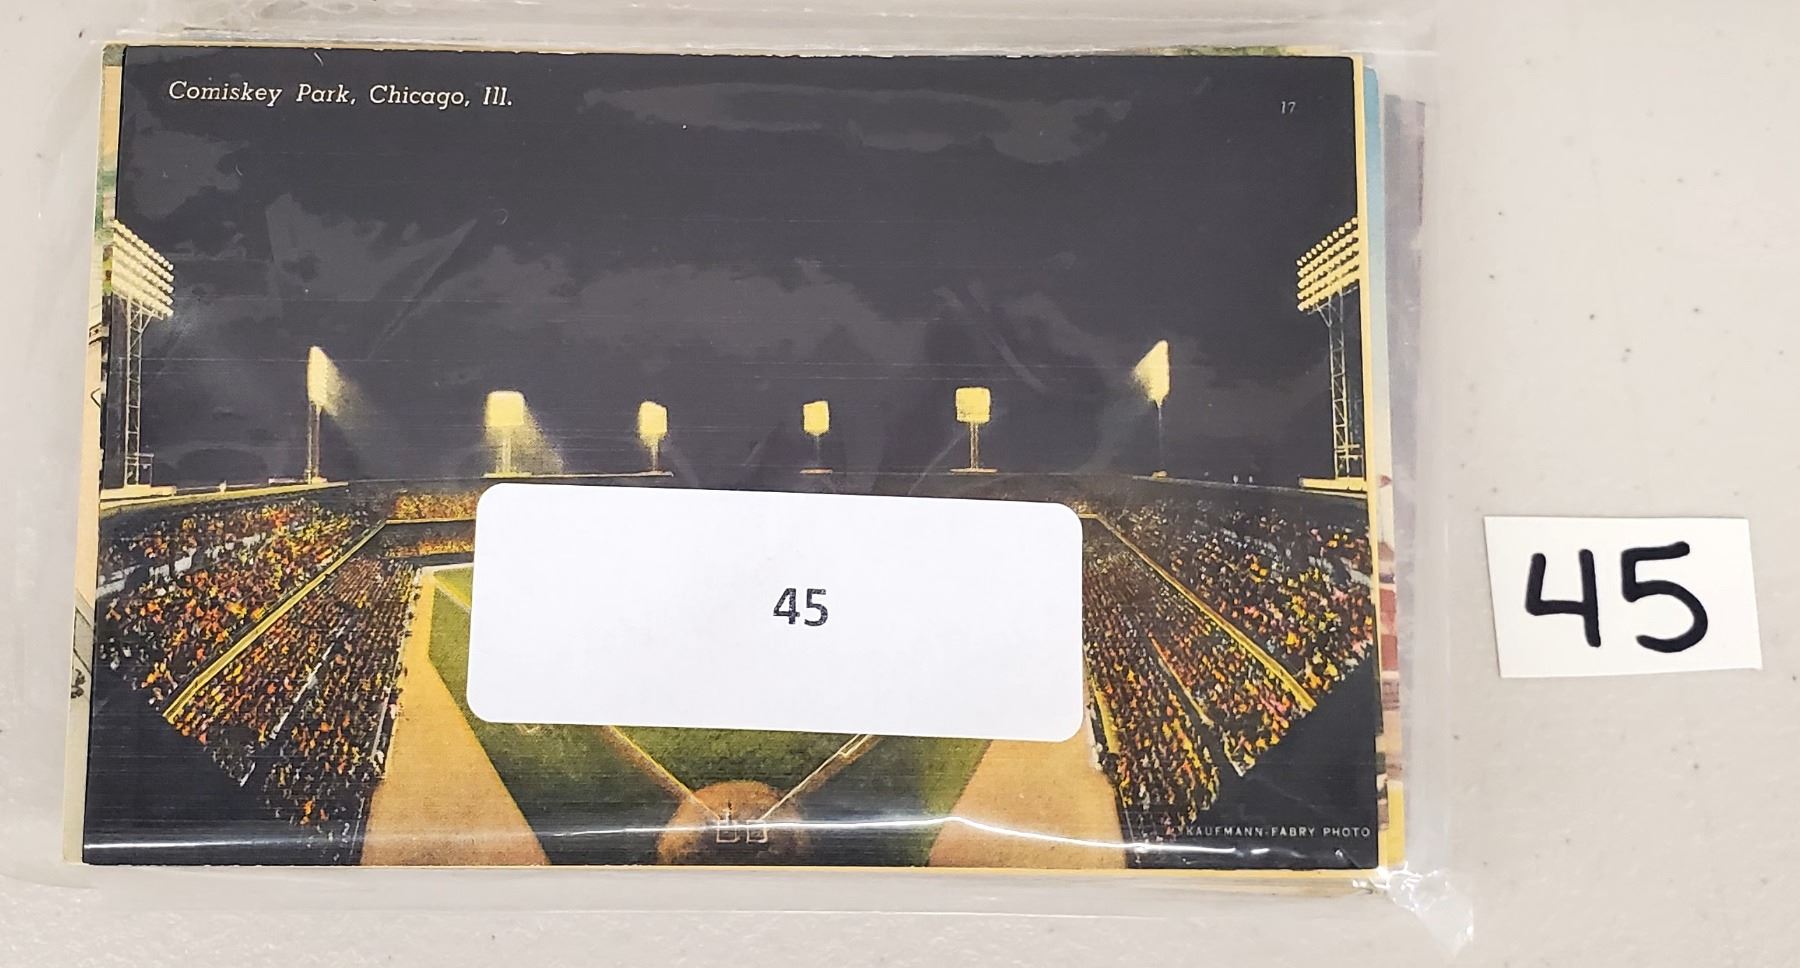 Comiskey Park, Chicago, Ill.
17
45
45
KAUFMANN-FABRY PHOTO